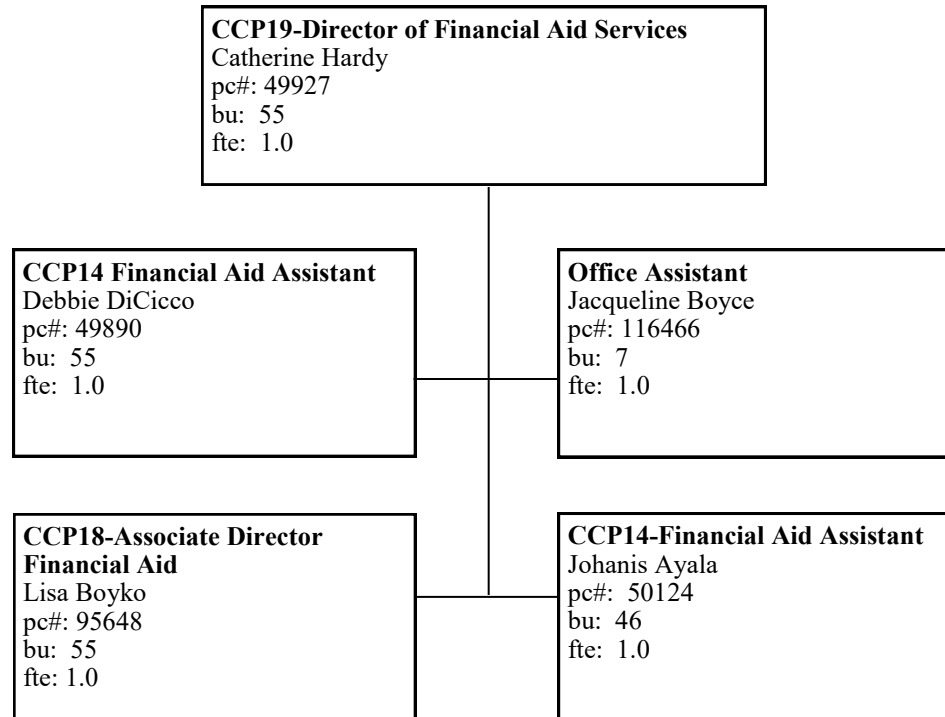 CCP19-Director of Financial Aid Services
Catherine Hardy
pc#: 49927
bu: 55
fte: 1.0
CCP14 Financial Aid Assistant
Debbie DiCicco
pc#: 49890
bu: 55
fte: 1.0
Office Assistant
Jacqueline Boyce
pc#: 116466
bu: 7
fte: 1.0
CCP18-Associate Director
Financial Aid
Lisa Boyko
pc#: 95648
bu: 55
fte: 1.0
CCP14-Financial Aid Assistant
Johanis Ayala
pc#: 50124
bu: 46
fte: 1.0